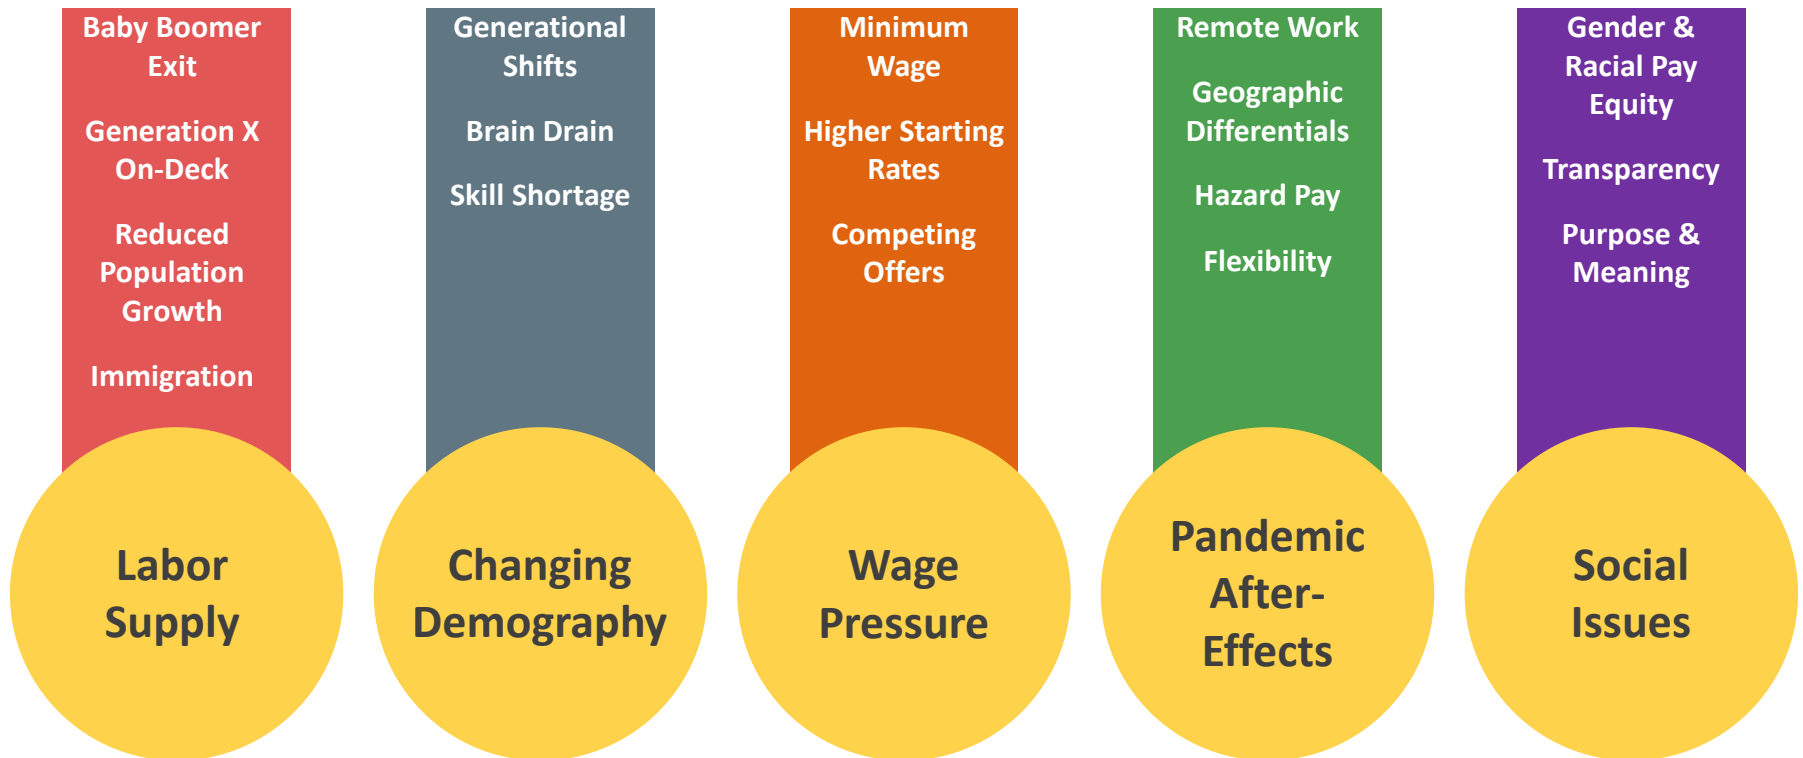 Baby Boomer
Exit
Generation X
On-Deck
Reduced
Population
Growth
Immigration
Labor
Supply
Generational
Shifts
Brain Drain
Skill Shortage
Changing
Demography
Minimum
Wage
Higher Starting
Rates
Competing
Offers
Wage
Pressure
Remote Work
Geographic
Differentials
Hazard Pay
Flexibility
Pandemic
After-
Effects
Gender &
Racial Pay
Equity
Transparency
Purpose &
Meaning
Social
Issues